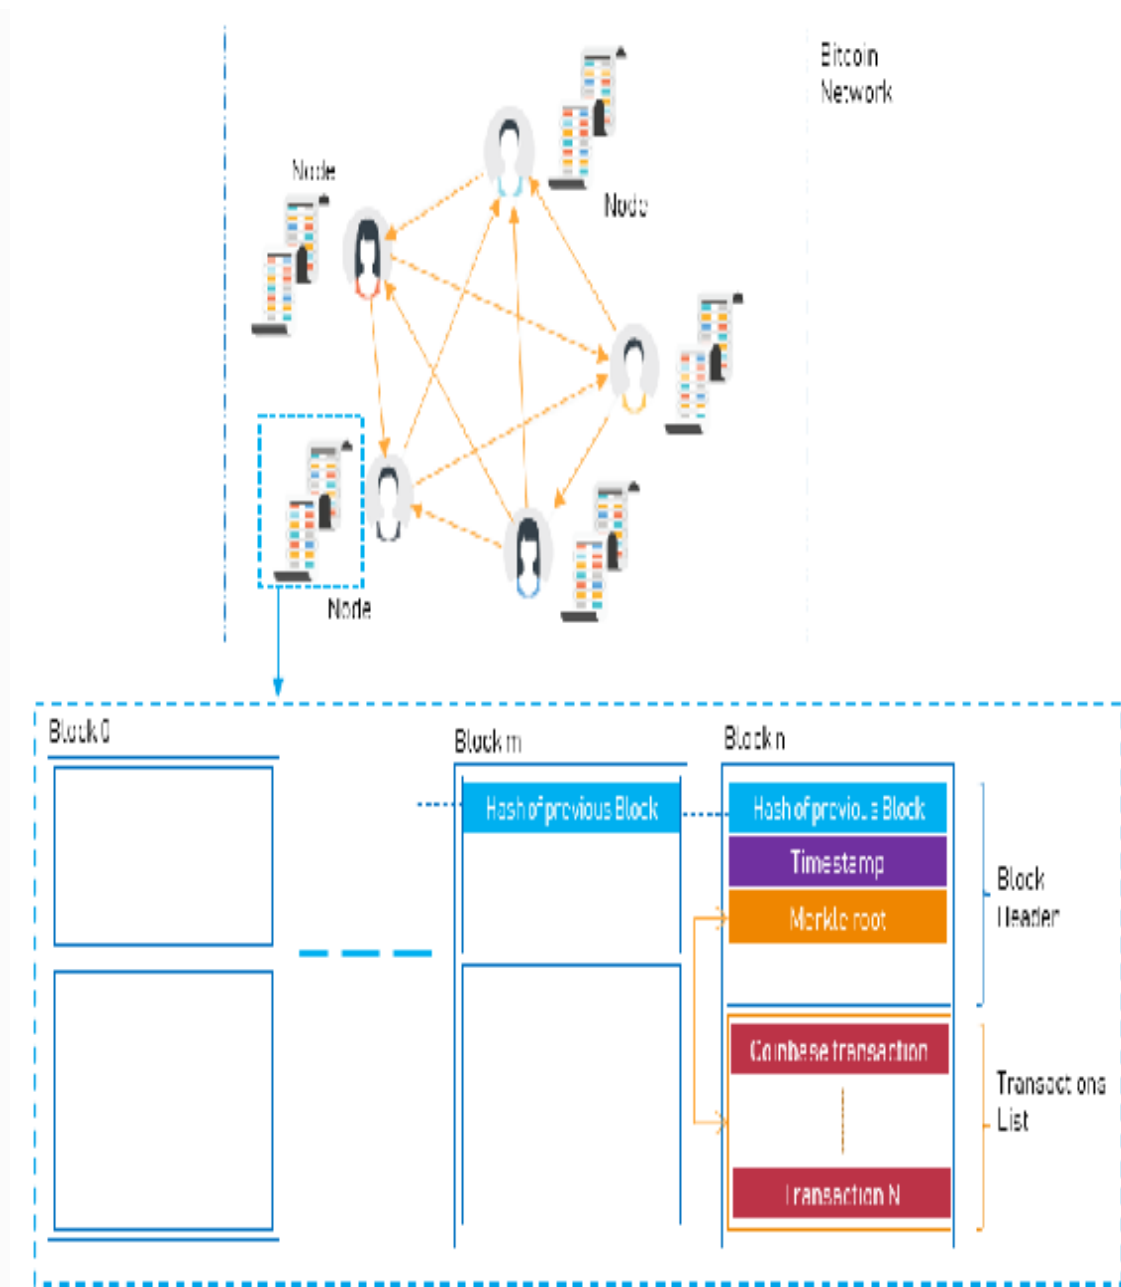 Bitcoin
Network
Node
Node
Node
Block 0
Block m
Block n
Hash of previous Block
Hash of previous Block
Timestamp
Merkle root
Block
Header
Coinbase transaction
Transactions
List
Transaction N